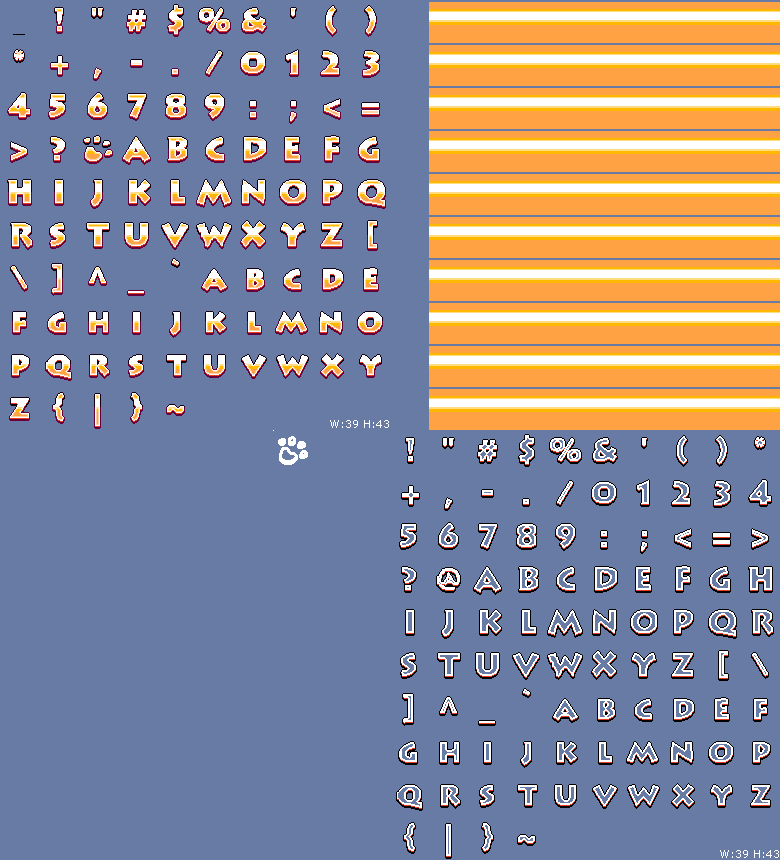 _ ! " # $ % & ' ( )
* + , - . / 0 1 2 3
4 5 6 7 8 9 : ; < =
> ? A B C D E F G
H I J K L M N O P Q
R S T U V W X Y Z [
\ ] ^ _ ` A B C D E
F G H I J K L M N O
P Q R S T U V W X Y
Z { | } ~
W:39 H:43
! " # $ % & ' ( ) *
+ , - . / 0 1 2 3 4
5 6 7 8 9 : ; < = >
? @ A B C D E F G H
I J K L M N O P Q R
S T U V W X Y Z [ \
] ^ _ ` A B C D E F
G H I J K L M N O P
Q R S T U V W X Y Z
{ | } ~
W:39 H:43